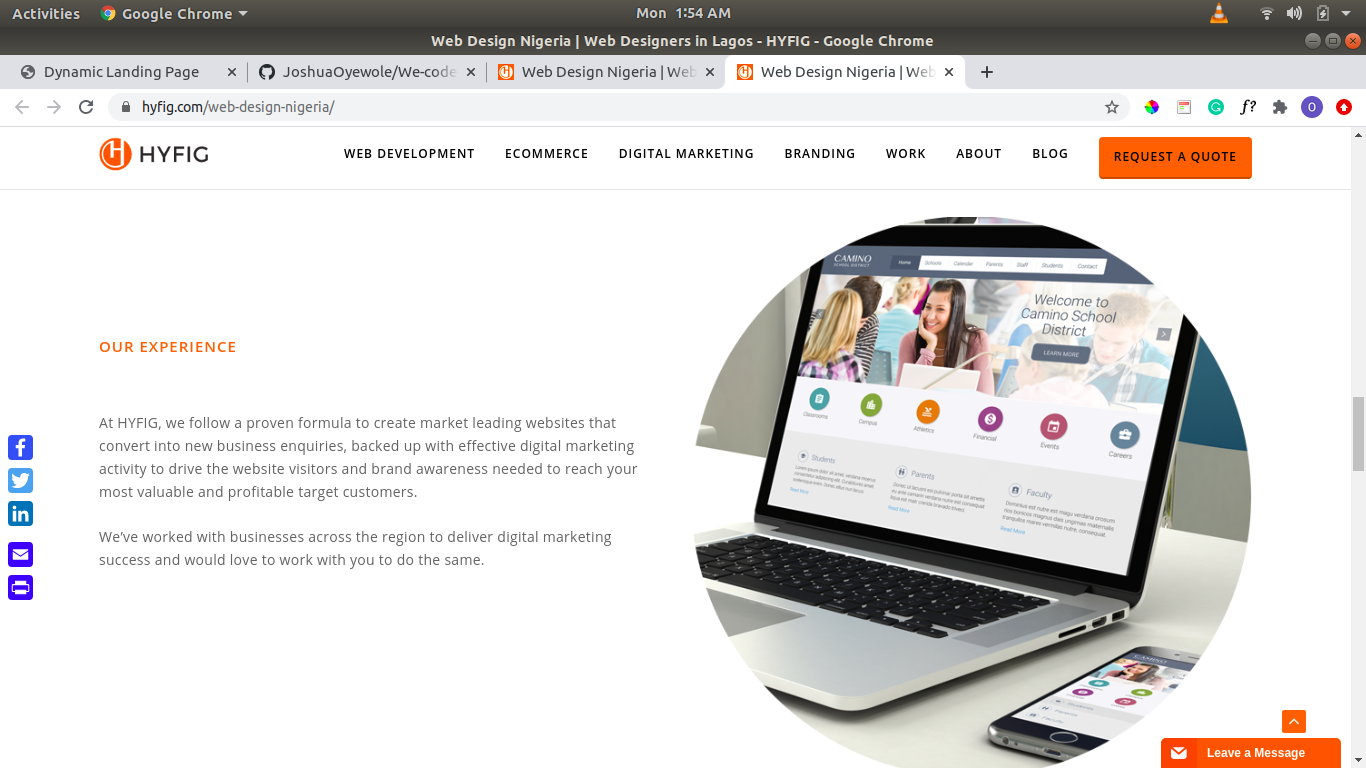 Activities
Google Chrome
Mon 1:54 AM
Web Design Nigeria | Web Designers in Lagos - HYFIG - Google Chrome
Dynamic Landing Page
JoshuaOyewole/We-code
Web Design Nigeria | Web
Web Design Nigeria | Web
hyfig.com/web-design-nigeria/
f?
O
HYFIG
WEB DEVELOPMENT
ECOMMERCE
DIGITAL MARKETING
BRANDING
WORK
ABOUT
BLOG
REQUEST A QUOTE
CAMINO
SCHOOL DISTRICT
Home Schools Calendar Parents Staff Students Contact
Welcome to
Camino School
District
LEARN MORE
OUR EXPERIENCE
Classrooms Campus Athletics Financial Events Careers
At HYFIG, we follow a proven formula to create market leading websites that
convert into new business enquiries, backed up with effective digital marketing
activity to drive the website visitors and brand awareness needed to reach your
most valuable and profitable target customers.
Students
Read More
Parents
Read More
Faculty
Read More
We’ve worked with businesses across the region to deliver digital marketing
success and would love to work with you to do the same.
CAMINO
Students
Parents
Faculty
Leave a Message